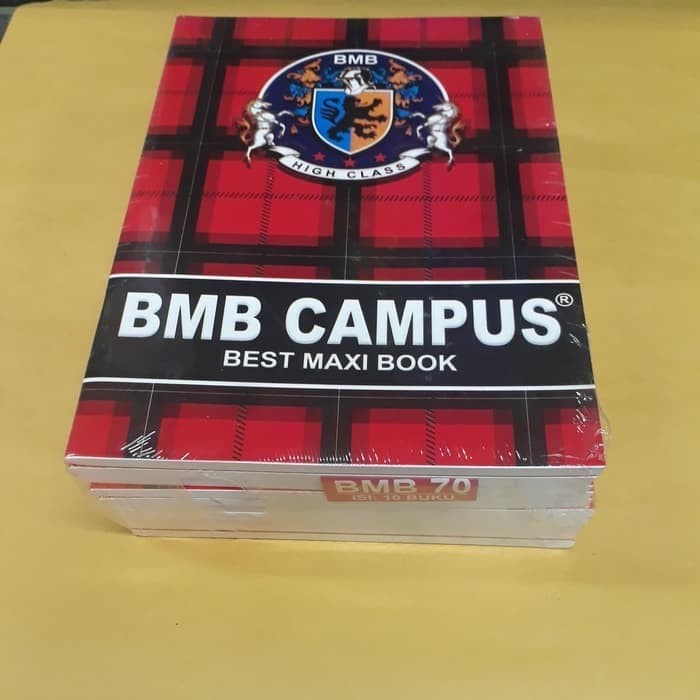 BMB
HIGH CLASS
BMB CAMPUS®
BEST MAXI BOOK
BMB 70
ISI: 10 BUKU